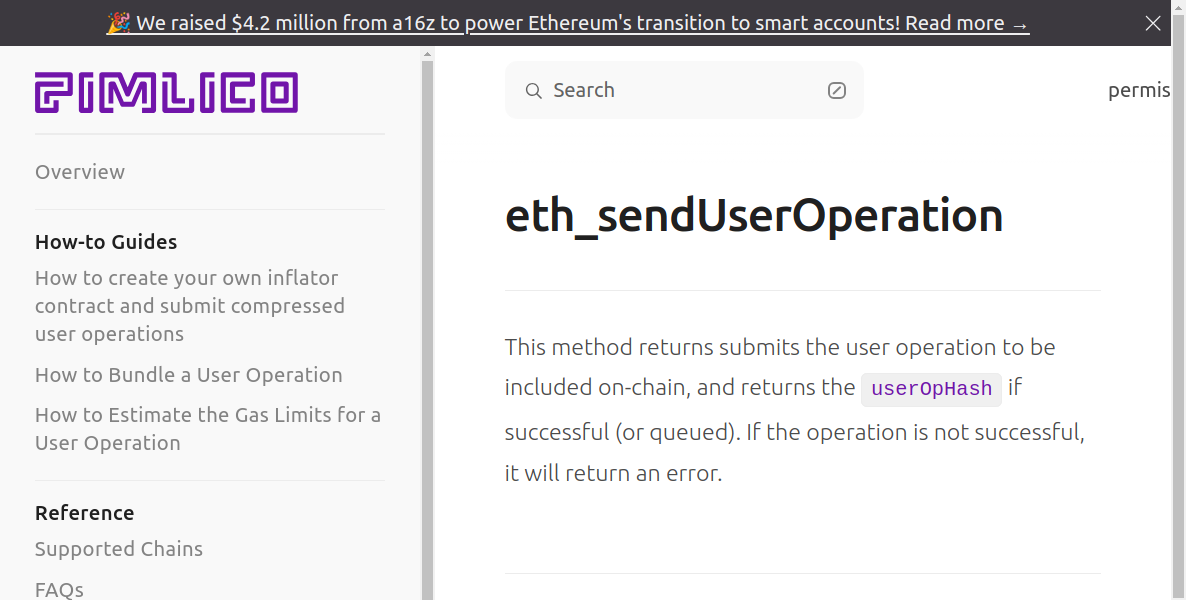 🎉 We raised $4.2 million from a16z to power Ethereum's transition to smart accounts! Read more →
PIMLICO
Overview
How-to Guides
How to create your own inflator
contract and submit compressed
user operations
How to Bundle a User Operation
How to Estimate the Gas Limits for a
User Operation
Reference
Supported Chains
FAQs
Search
permis
eth_sendUserOperation
This method returns submits the user operation to be
included on-chain, and returns the userOpHash if
successful (or queued). If the operation is not successful,
it will return an error.